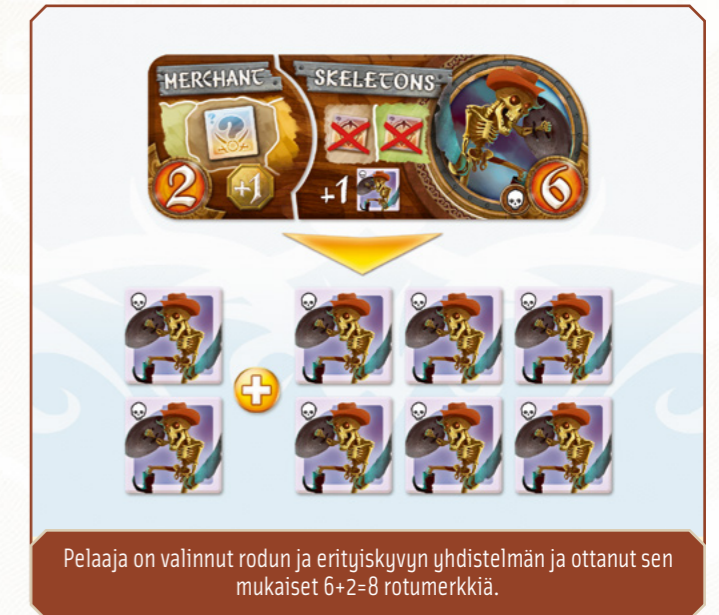 MERCHANT SKELETONS
2 +1 +1 6
Pelaaja on valinnut rodun ja erityiskyvyn yhdistelmän ja ottanut sen
mukaiset 6+2=8 rotumerkkiä.